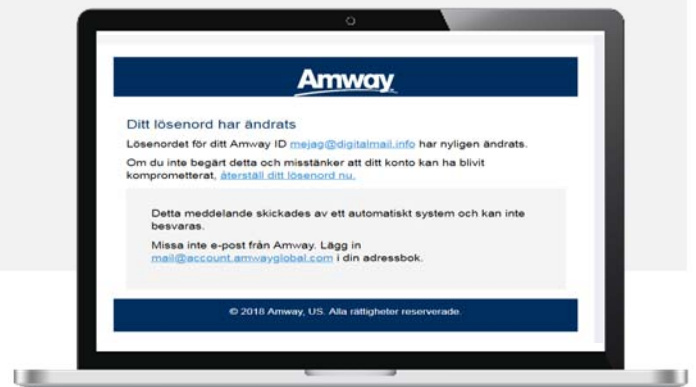 Amway
Ditt lösenord har ändrats
Lösenordet för ditt Amway ID mejag@digitalmail.info har nyligen ändrats.
Om du inte begärt detta och misstänker att ditt konto kan ha blivit
komprometterat, återställ ditt lösenord nu.
Detta meddelande skickades av ett automatiskt system och kan inte
besvaras.
Missa inte e-post från Amway. Lägg in
mail@account.amwayglobal.com i din adressbok.
© 2018 Amway, US. Alla rättigheter reserverade.